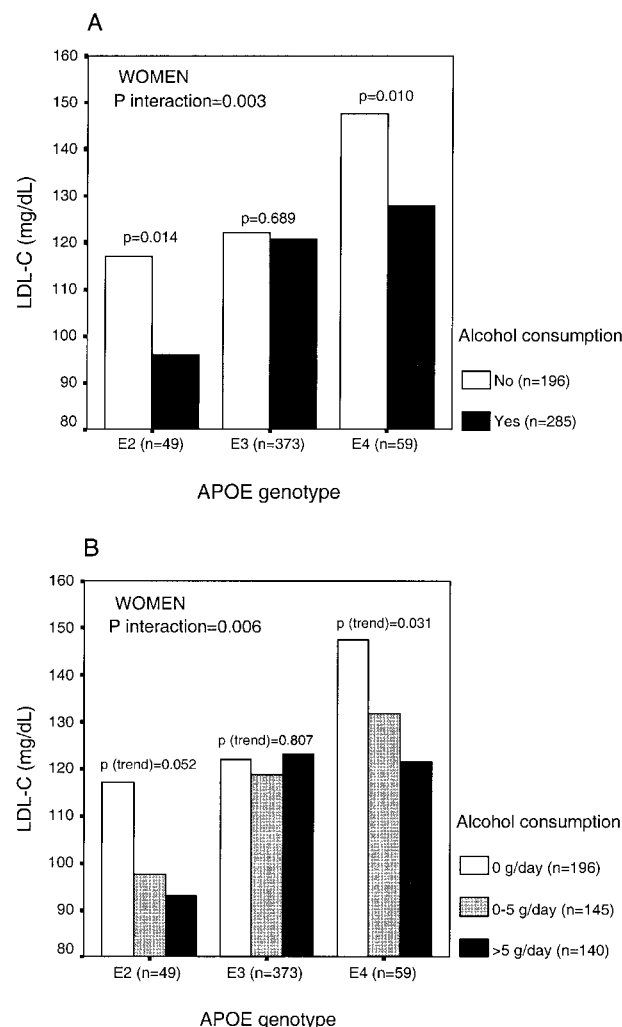 A
160
150
140
130
120
110
100
90
80
LDL-C (mg/dL)
WOMEN
P interaction=0.003
p=0.014
p=0.689
p=0.010
E2 (n=49)
E3 (n=373)
E4 (n=59)
APOE genotype
Alcohol consumption
No (n=196)
Yes (n=285)
B
160
150
140
130
120
110
100
90
80
LDL-C (mg/dL)
WOMEN
P interaction=0.006
p (trend)=0.052
p (trend)=0.807
p (trend)=0.031
E2 (n=49)
E3 (n=373)
E4 (n=59)
APOE genotype
Alcohol consumption
0 g/day (n=196)
0-5 g/day (n=145)
>5 g/day (n=140)